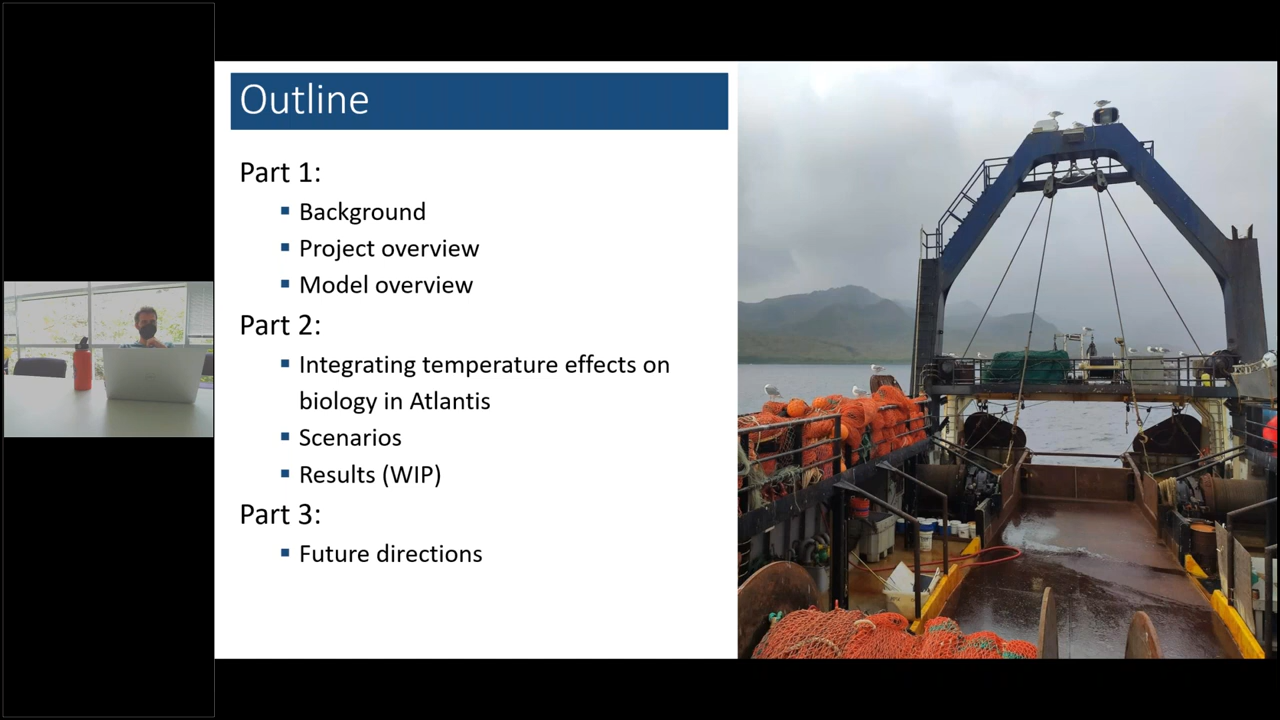 Outline
Part 1:
Background
Project overview
Model overview
Part 2:
Integrating temperature effects on
biology in Atlantis
Scenarios
Results (WIP)
Part 3:
Future directions